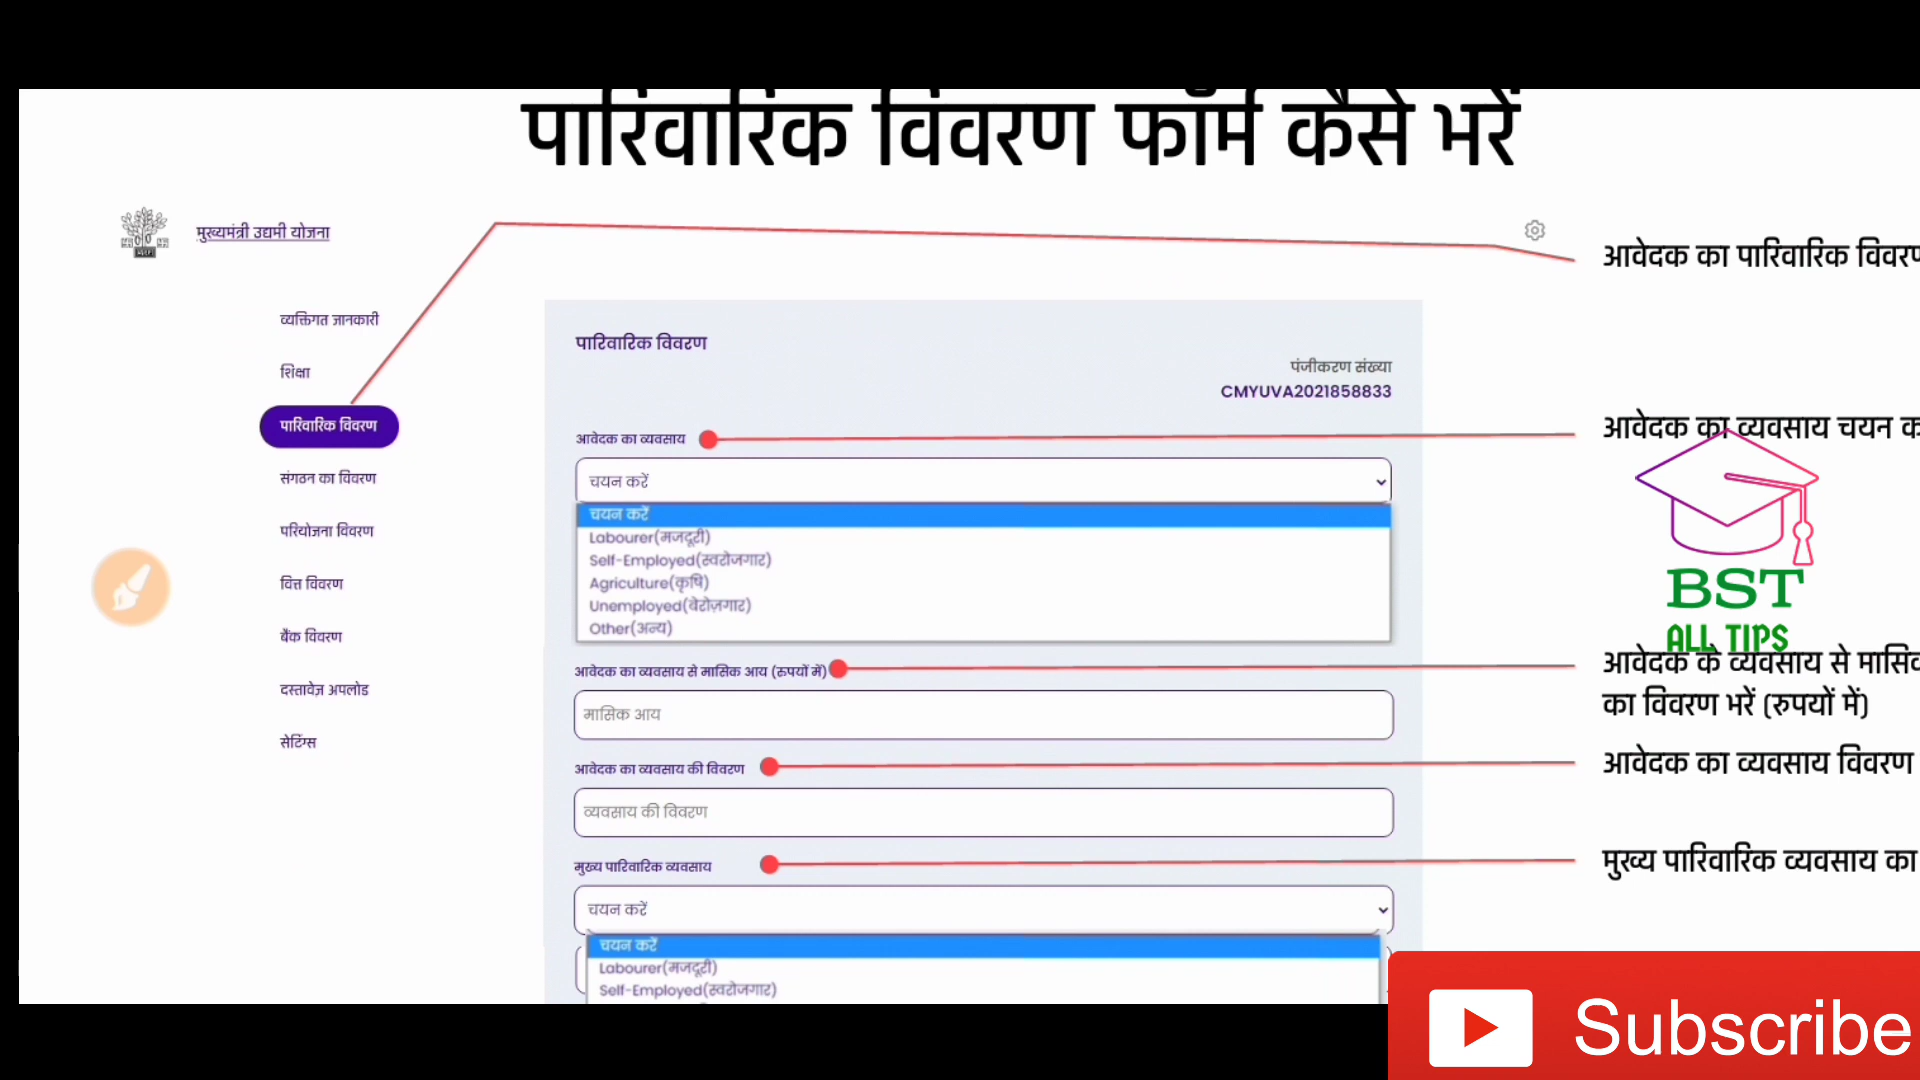 पारिवारिक विवरण फॉर्म कैसे भरें
मुख्यमंत्री उद्यमी योजना
आवेदक का पारिवारिक
व्यक्तिगत जानकारी
शिक्षा
पारिवारिक विवरण
संगठन का विवरण
परियोजना विवरण
वित्त विवरण
बैंक विवरण
दस्तावेज़ अपलोड
सेटिंग्स
पारिवारिक विवरण
पंजीकरण संख्या
CMYUVA2021858833
आवेदक का व्यवसाय
चयन करें
चयन करें
Labourer(मजदूरी)
Self-Employed(स्वरोजगार)
Agriculture(कृषि)
Unemployed(बेरोज़गार)
Other(अन्य)
आवेदक का व्यवसाय से मासिक आय (रुपयों में)
मासिक आय
आवेदक का व्यवसाय की विवरण
व्यवसाय की विवरण
मुख्य पारिवारिक व्यवसाय
चयन करें
चयन करें
Labourer(मजदूरी)
Self-Employed(स्वरोजगार)
आवेदक का व्यवसाय चयन
BST
ALL TIPS
आवेदक के व्यवसाय से
का विवरण भरें (रुपयों में)
आवेदक का व्यवसाय विवरण
मुख्य पारिवारिक व्यवसाय का
Subscribe